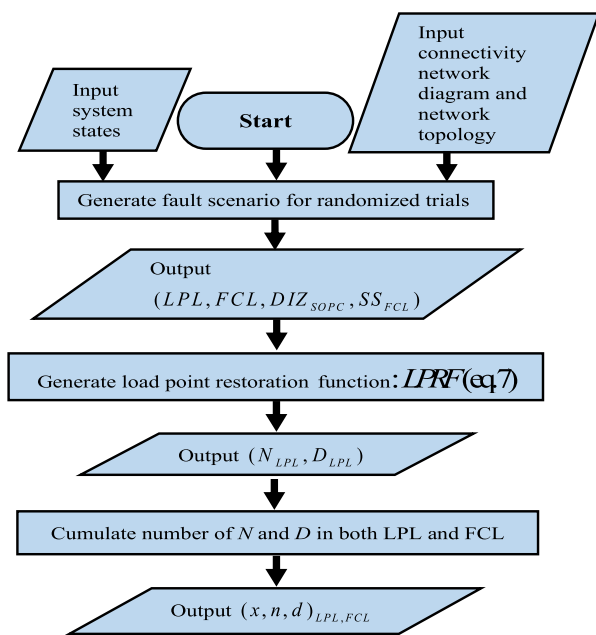 Input
system
states
Start
Input
connectivity
network
diagram and
network
topology
Generate fault scenario for randomized trials
Output
(LPL, FCL, DIZ_SOPC, SS_FCL)
Generate load point restoration function: LPRF(eq.7)
Output (N_LPL, D_LPL)
Cumulate number of N and D in both LPL and FCL
Output (x, n, d)_LPL,FCL